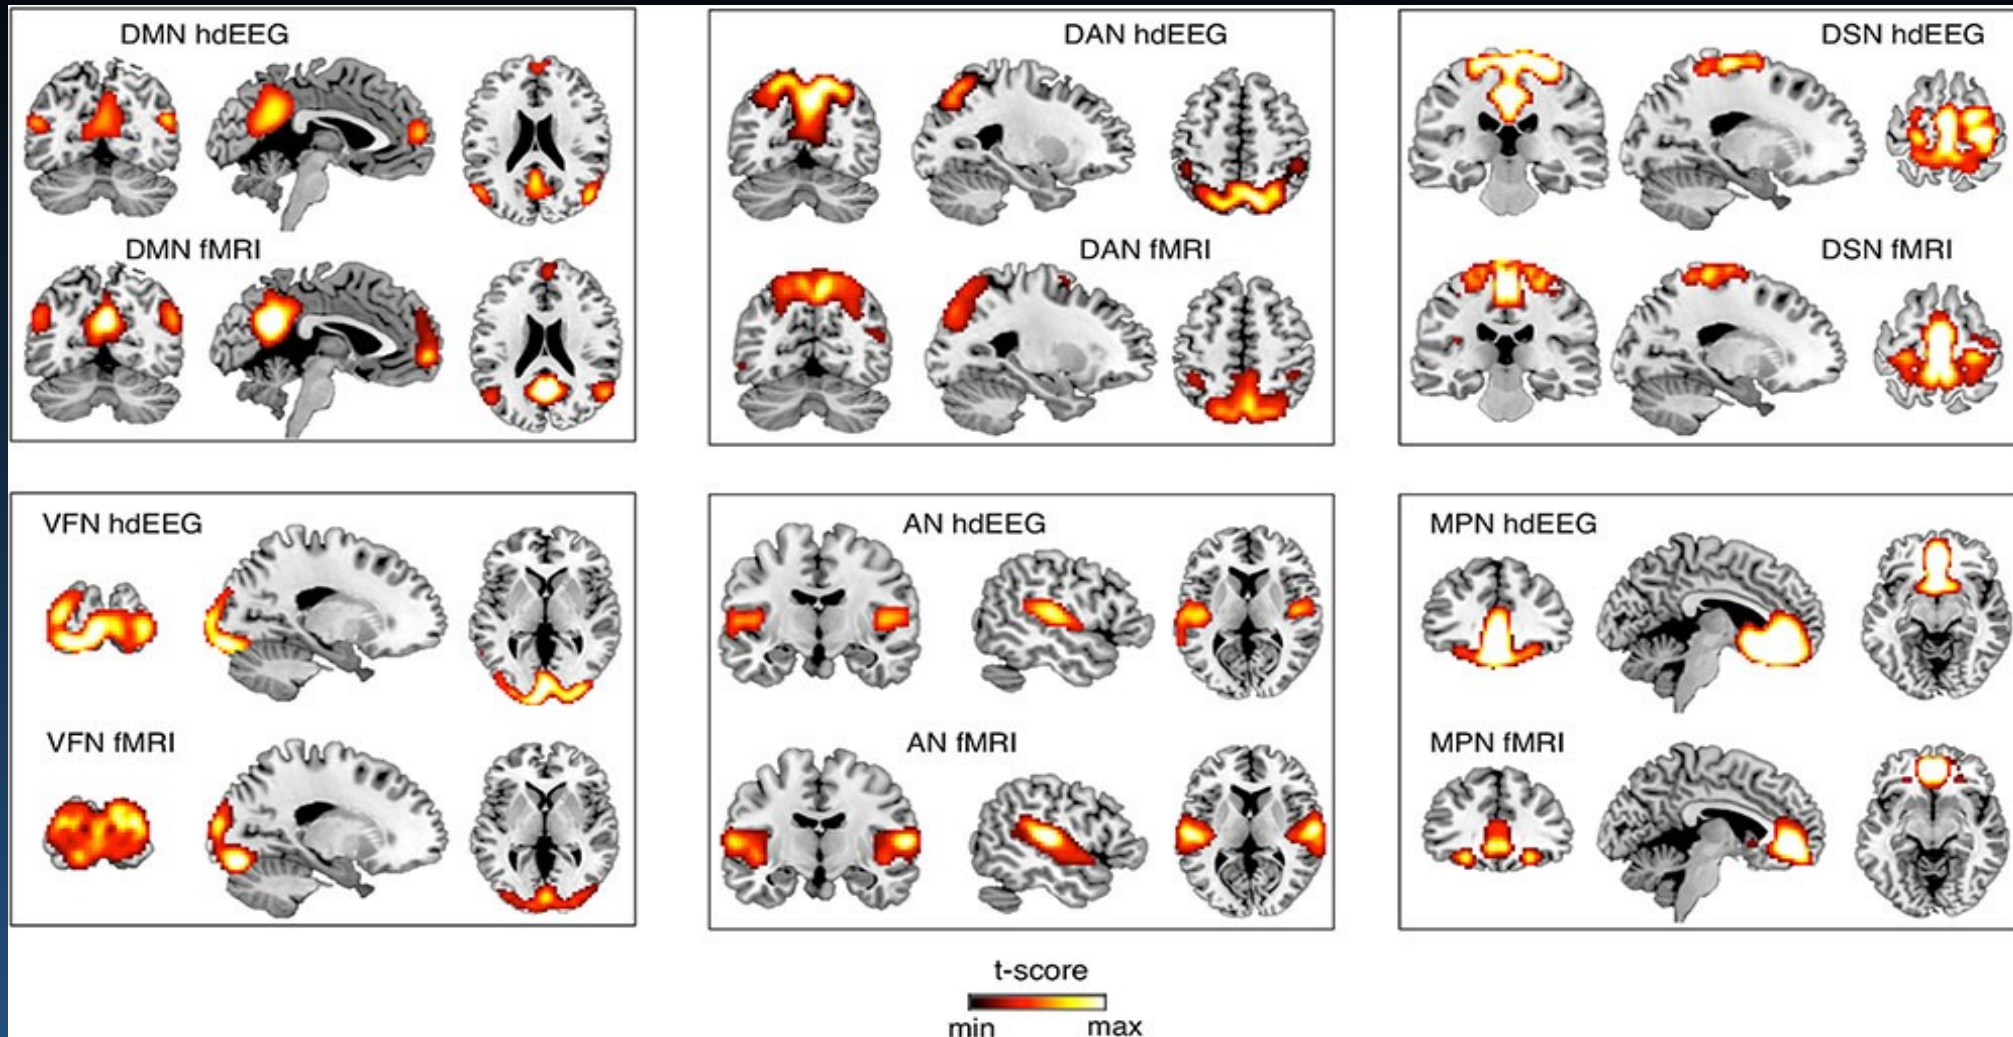 DMN hdEEG
DMN fMRI
DAN hdEEG
DAN fMRI
DSN hdEEG
DSN fMRI
VFN hdEEG
VFN fMRI
AN hdEEG
AN fMRI
MPN hdEEG
MPN fMRI
t-score
min max